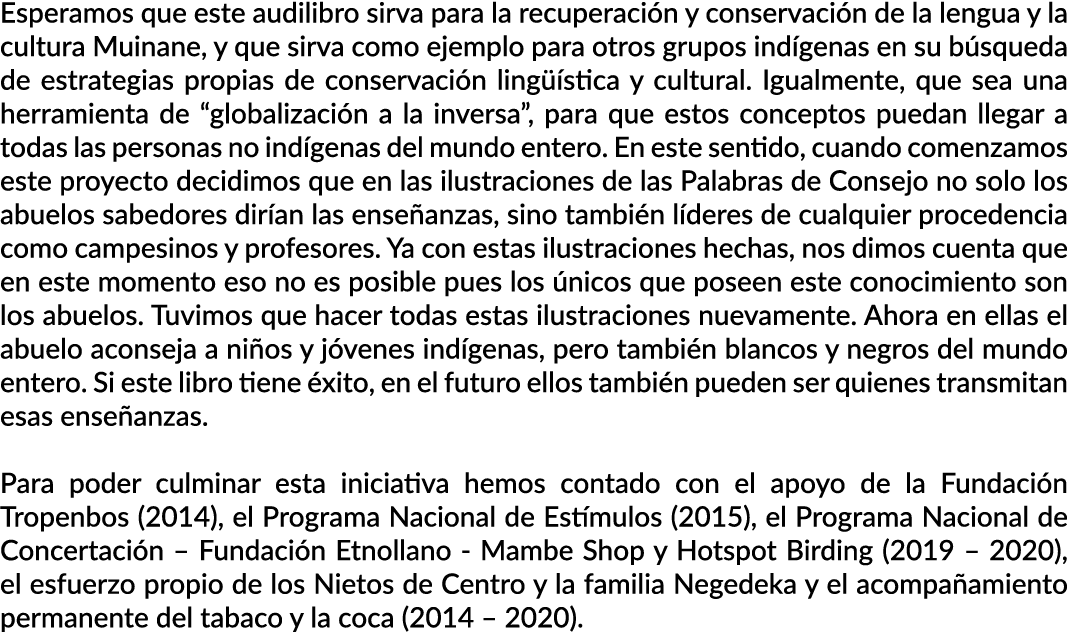 Esperamos que este audilibro sirva para la recuperación y conservación de la lengua y la
cultura Muinane, y que sirva como ejemplo para otros grupos indígenas en su búsqueda
de estrategias propias de conservación lingüística y cultural. Igualmente, que sea una
herramienta de “globalización a la inversa”, para que estos conceptos puedan llegar a
todas las personas no indígenas del mundo entero. En este sentido, cuando comenzamos
este proyecto decidimos que en las ilustraciones de las Palabras de Consejo no solo los
abuelos sabedores dirían las enseñanzas, sino también líderes de cualquier procedencia
como campesinos y profesores. Ya con estas ilustraciones hechas, nos dimos cuenta que
en este momento eso no es posible pues los únicos que poseen este conocimiento son
los abuelos. Tuvimos que hacer todas estas ilustraciones nuevamente. Ahora en ellas el
abuelo aconseja a niños y jóvenes indígenas, pero también blancos y negros del mundo
entero. Si este libro tiene éxito, en el futuro ellos también pueden ser quienes transmitan
esas enseñanzas.

Para poder culminar esta iniciativa hemos contado con el apoyo de la Fundación
Tropenbos (2014), el Programa Nacional de Estímulos (2015), el Programa Nacional de
Concertación – Fundación Etnollano - Mambe Shop y Hotspot Birding (2019 – 2020),
el esfuerzo propio de los Nietos de Centro y la familia Negedeka y el acompañamiento
permanente del tabaco y la coca (2014 – 2020).